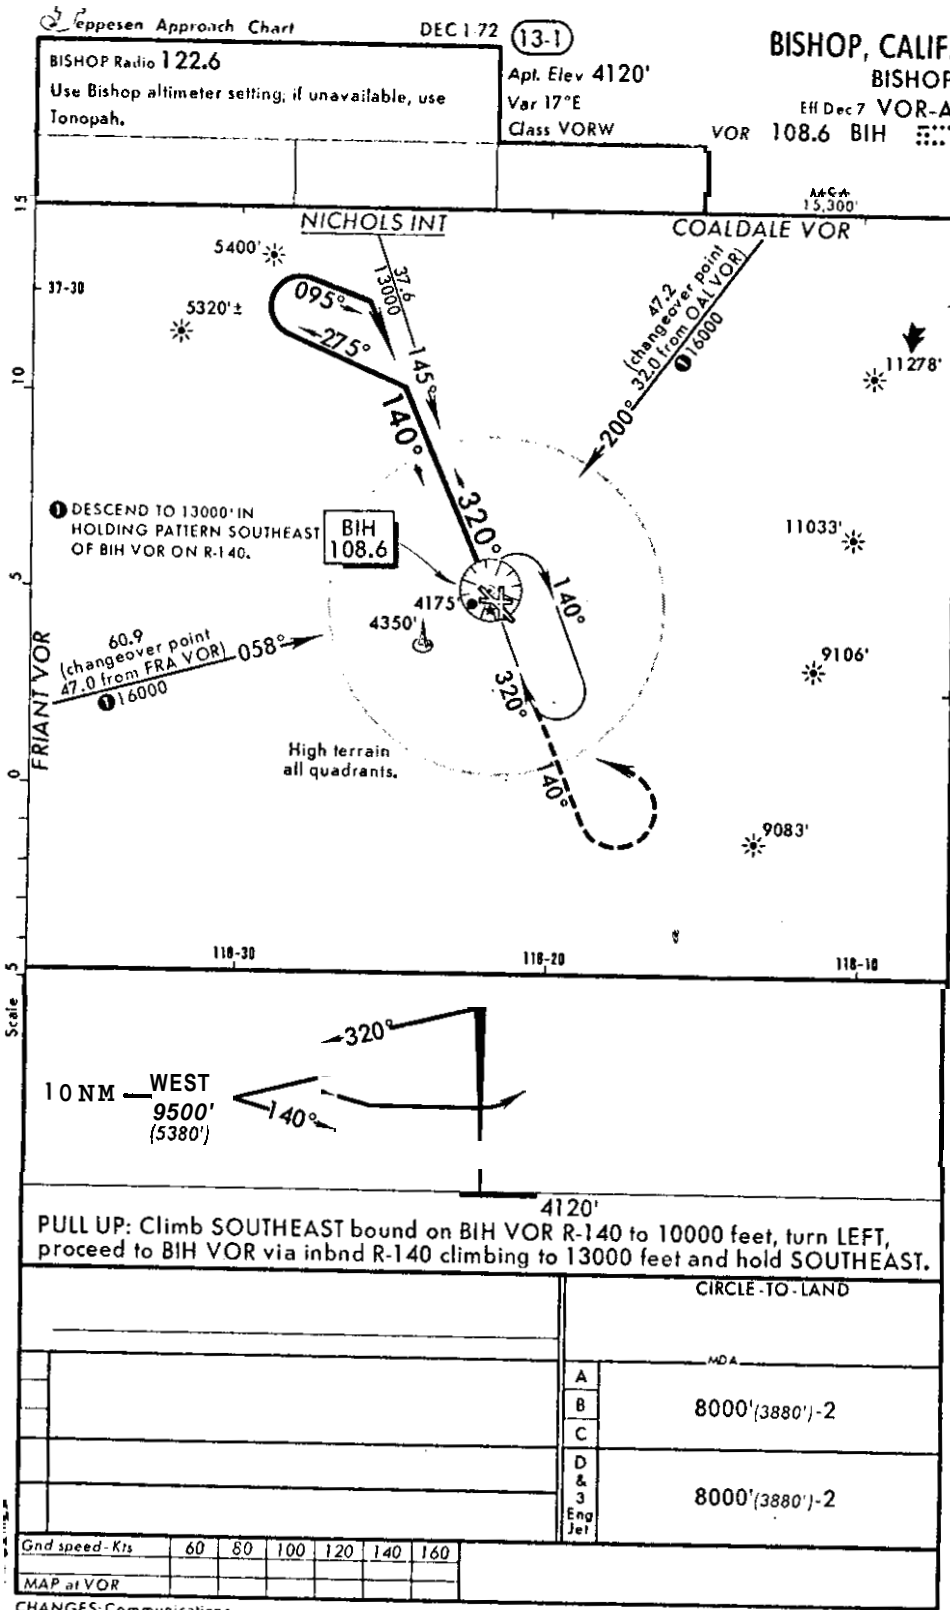 Jeppesen Approach Chart
DEC 1-72
13-1
BISHOP, CALIF.
BISHOP
Eff Dec 7 VOR-A
VOR 108.6 BIH
BISHOP Radio 122.6
Use Bishop altimeter setting; if unavailable, use
Tonopah.
Apt. Elev 4120'
Var 17°E
Class VORW
15,300'
15
NICHOLS INT
COALDALE VOR
5400'
37-30
5320'±
095°
275°
37.6
13000
145°
47.2
(changeover point
32.0 from OAL VOR)
❶16000
200°
11278'
10
140°
320°
❶ DESCEND TO 13000' IN
HOLDING PATTERN SOUTHEAST
OF BIH VOR ON R-140.
BIH
108.6
11033'
5
4175'
4350'
140°
FRIANT VOR
60.9
(changeover point
47.0 from FRA VOR)
❶16000
058°
320°
9106'
High terrain
all quadrants.
0
140°
9083'
118-30
118-20
118-10
5
Scale
320°
10 NM
WEST
9500'
(5380')
140°
4120'
PULL UP: Climb SOUTHEAST bound on BIH VOR R-140 to 10000 feet, turn LEFT,
proceed to BIH VOR via inbnd R-140 climbing to 13000 feet and hold SOUTHEAST.
CIRCLE-TO-LAND
MDA
A
B
C
8000'(3880')-2
D
&
3
Eng
Jet
8000'(3880')-2
Gnd speed-Kts 60 80 100 120 140 160
MAP at VOR
CHANGES: Communications